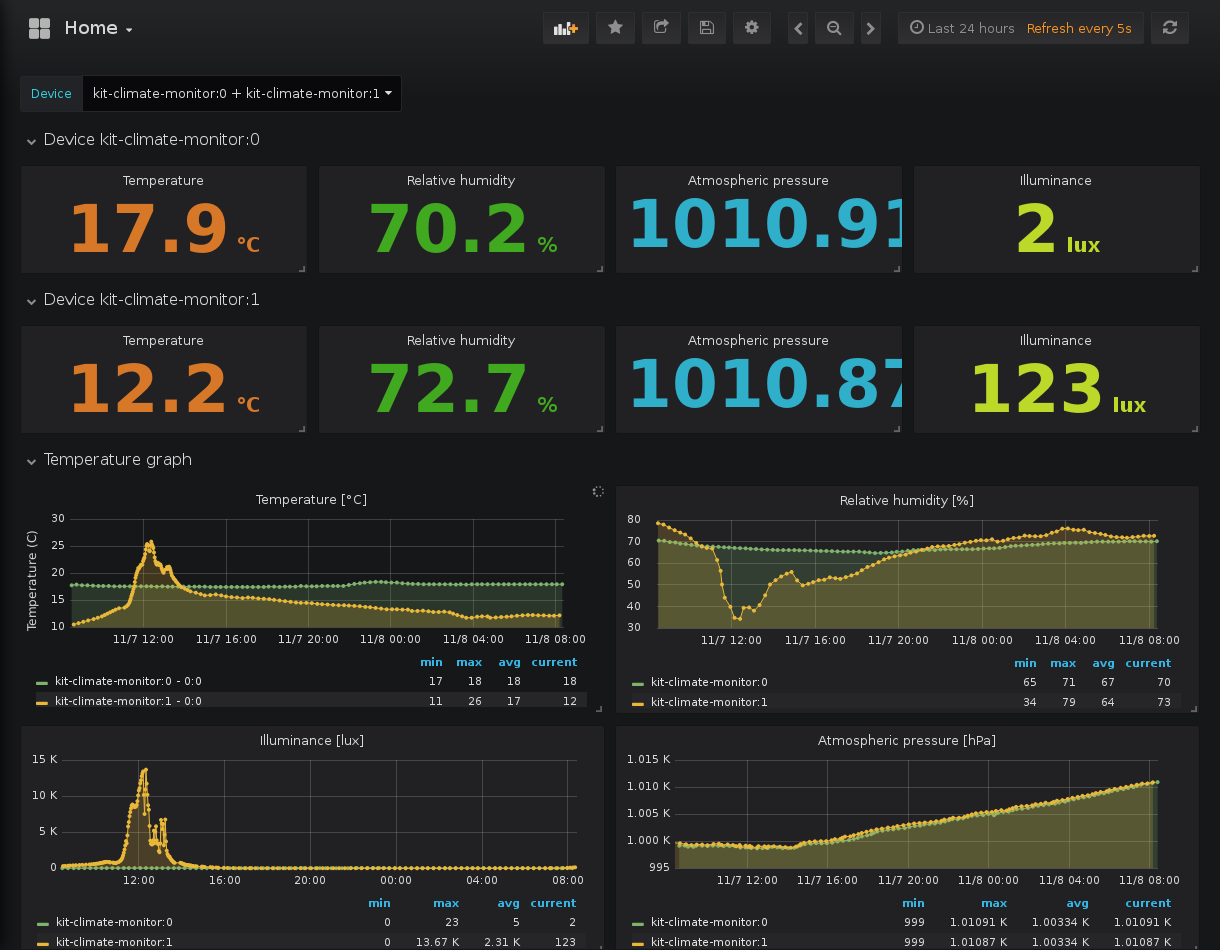 Home
Last 24 hours Refresh every 5s
Device kit-climate-monitor:0 + kit-climate-monitor:1
Device kit-climate-monitor:0
Temperature Relative humidity Atmospheric pressure Illuminance
17.9 °C 70.2 % 1010.91 2 lux
Device kit-climate-monitor:1
Temperature Relative humidity Atmospheric pressure Illuminance
12.2 °C 72.7 % 1010.87 123 lux
Temperature graph
Temperature [°C]
Temperature (C)
30
25
20
15
10
11/7 12:00 11/7 16:00 11/7 20:00 11/8 00:00 11/8 04:00 11/8 08:00
min max avg current
kit-climate-monitor:0 - 0:0 17 18 18 18
kit-climate-monitor:1 - 0:0 11 26 17 12
Relative humidity [%]
80
70
60
50
40
30
11/7 12:00 11/7 16:00 11/7 20:00 11/8 00:00 11/8 04:00 11/8 08:00
min max avg current
kit-climate-monitor:0 65 71 67 70
kit-climate-monitor:1 34 79 64 73
Illuminance [lux]
15 K
10 K
5 K
0
12:00 16:00 20:00 00:00 04:00 08:00
min max avg current
kit-climate-monitor:0 0 23 5 2
kit-climate-monitor:1 0 13.67 K 2.31 K 123
Atmospheric pressure [hPa]
1.015 K
1.010 K
1.005 K
1.000 K
995
11/7 12:00 11/7 16:00 11/7 20:00 11/8 00:00 11/8 04:00 11/8 08:00
min max avg current
kit-climate-monitor:0 999 1.01091 K 1.00334 K 1.01091 K
kit-climate-monitor:1 999 1.01087 K 1.00334 K 1.01087 K